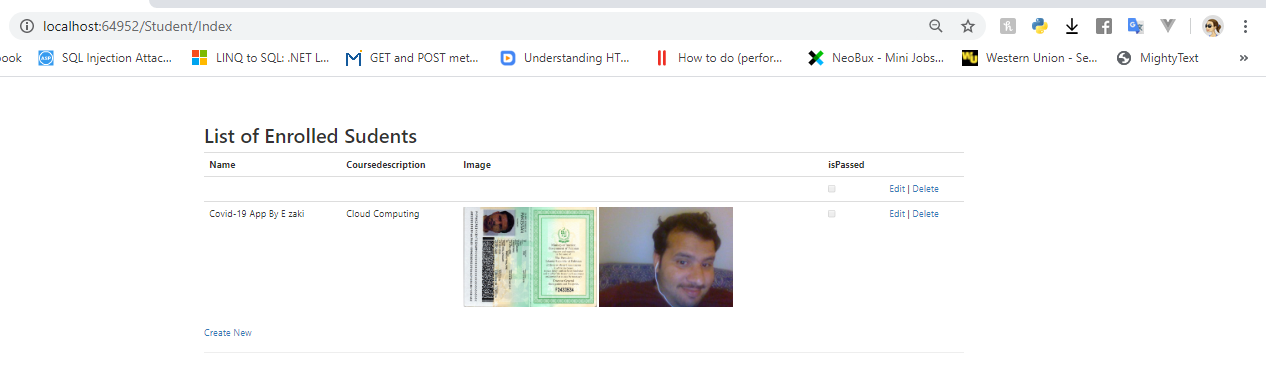 localhost:64952/Student/Index
ook SQL Injection Attac... LINQ to SQL: .NET L... GET and POST met... Understanding HT... How to do (perfor... NeoBux - Mini Jobs... Western Union - Se... MightyText »
List of Enrolled Sudents
Name Coursedescription Image isPassed
Edit | Delete
Covid-19 App By E zaki Cloud Computing Edit | Delete
Create New